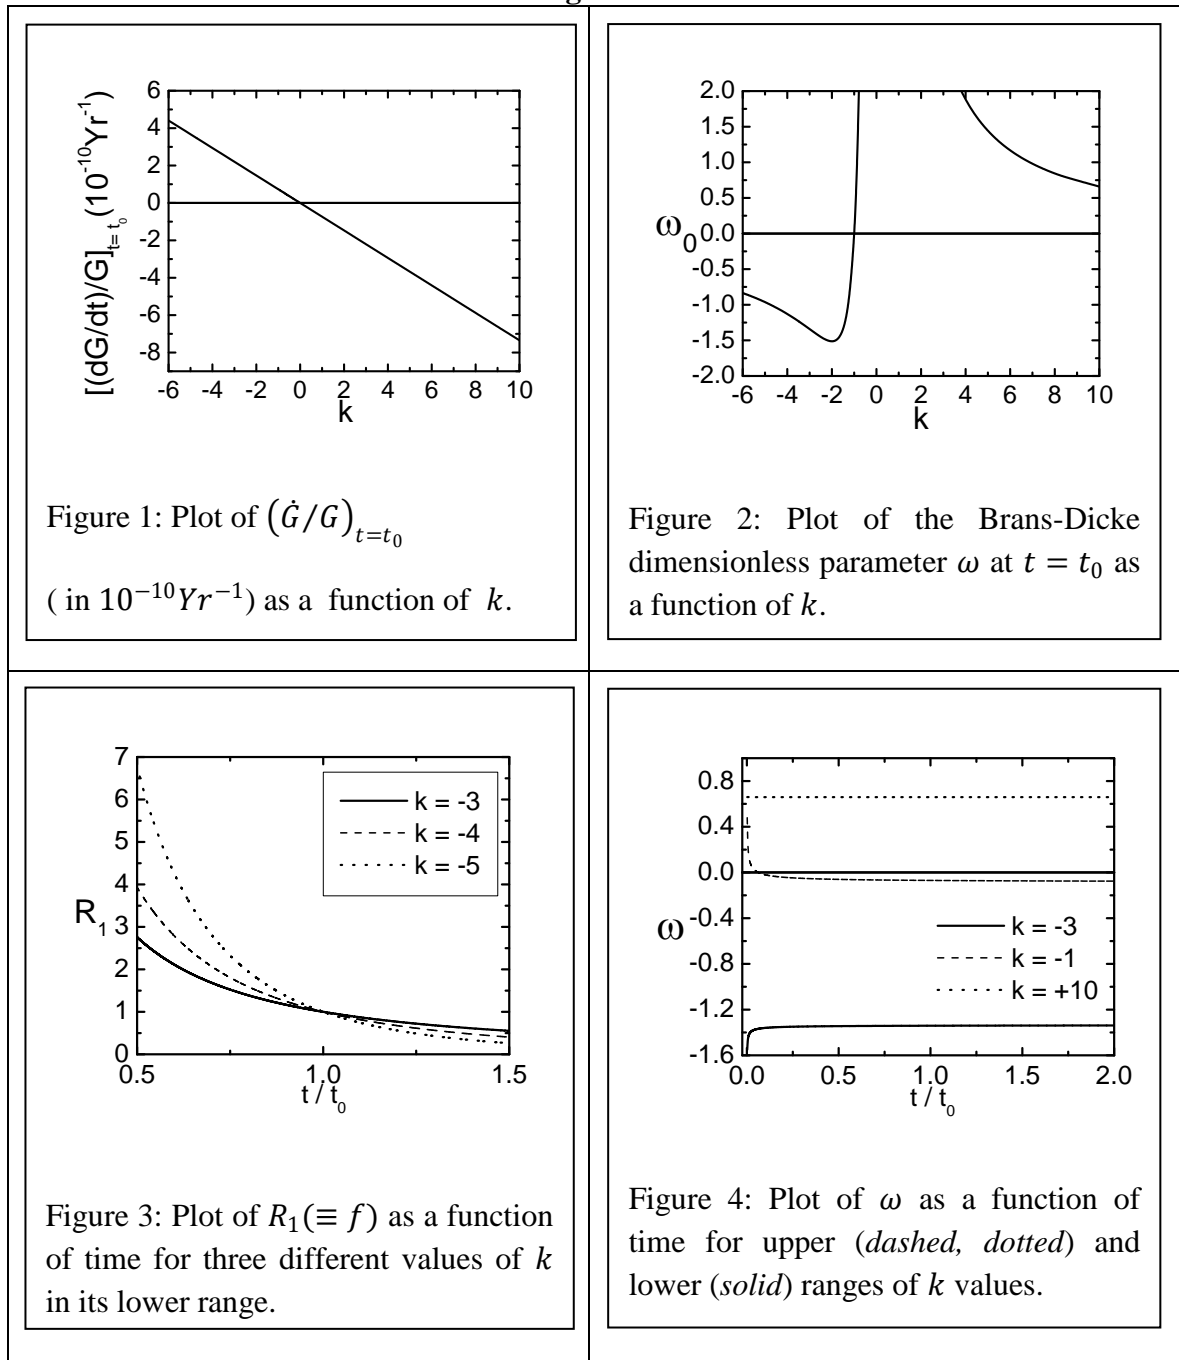 [(dG/dt)/G]t= t0 (10-10Yr-1)
6
4
2
0
-2
-4
-6
-8
-6 -4 -2 0 2 4 6 8 10
k
Figure 1: Plot of (Ġ/G)t=t0
( in 10−10Yr−1) as a function of k.
ω0
2.0
1.5
1.0
0.5
0.0
-0.5
-1.0
-1.5
-2.0
-6 -4 -2 0 2 4 6 8 10
k
Figure 2: Plot of the Brans-Dicke
dimensionless parameter ω at t = t0 as
a function of k.
R1
7
6
5
4
3
2
1
0
k = -3
k = -4
k = -5
0.5 1.0 1.5
t / t0
Figure 3: Plot of R1(≡ f) as a function
of time for three different values of k
in its lower range.
ω
0.8
0.4
0.0
-0.4
-0.8
-1.2
-1.6
k = -3
k = -1
k = +10
0.0 0.5 1.0 1.5 2.0
t / t0
Figure 4: Plot of ω as a function of
time for upper (dashed, dotted) and
lower (solid) ranges of k values.